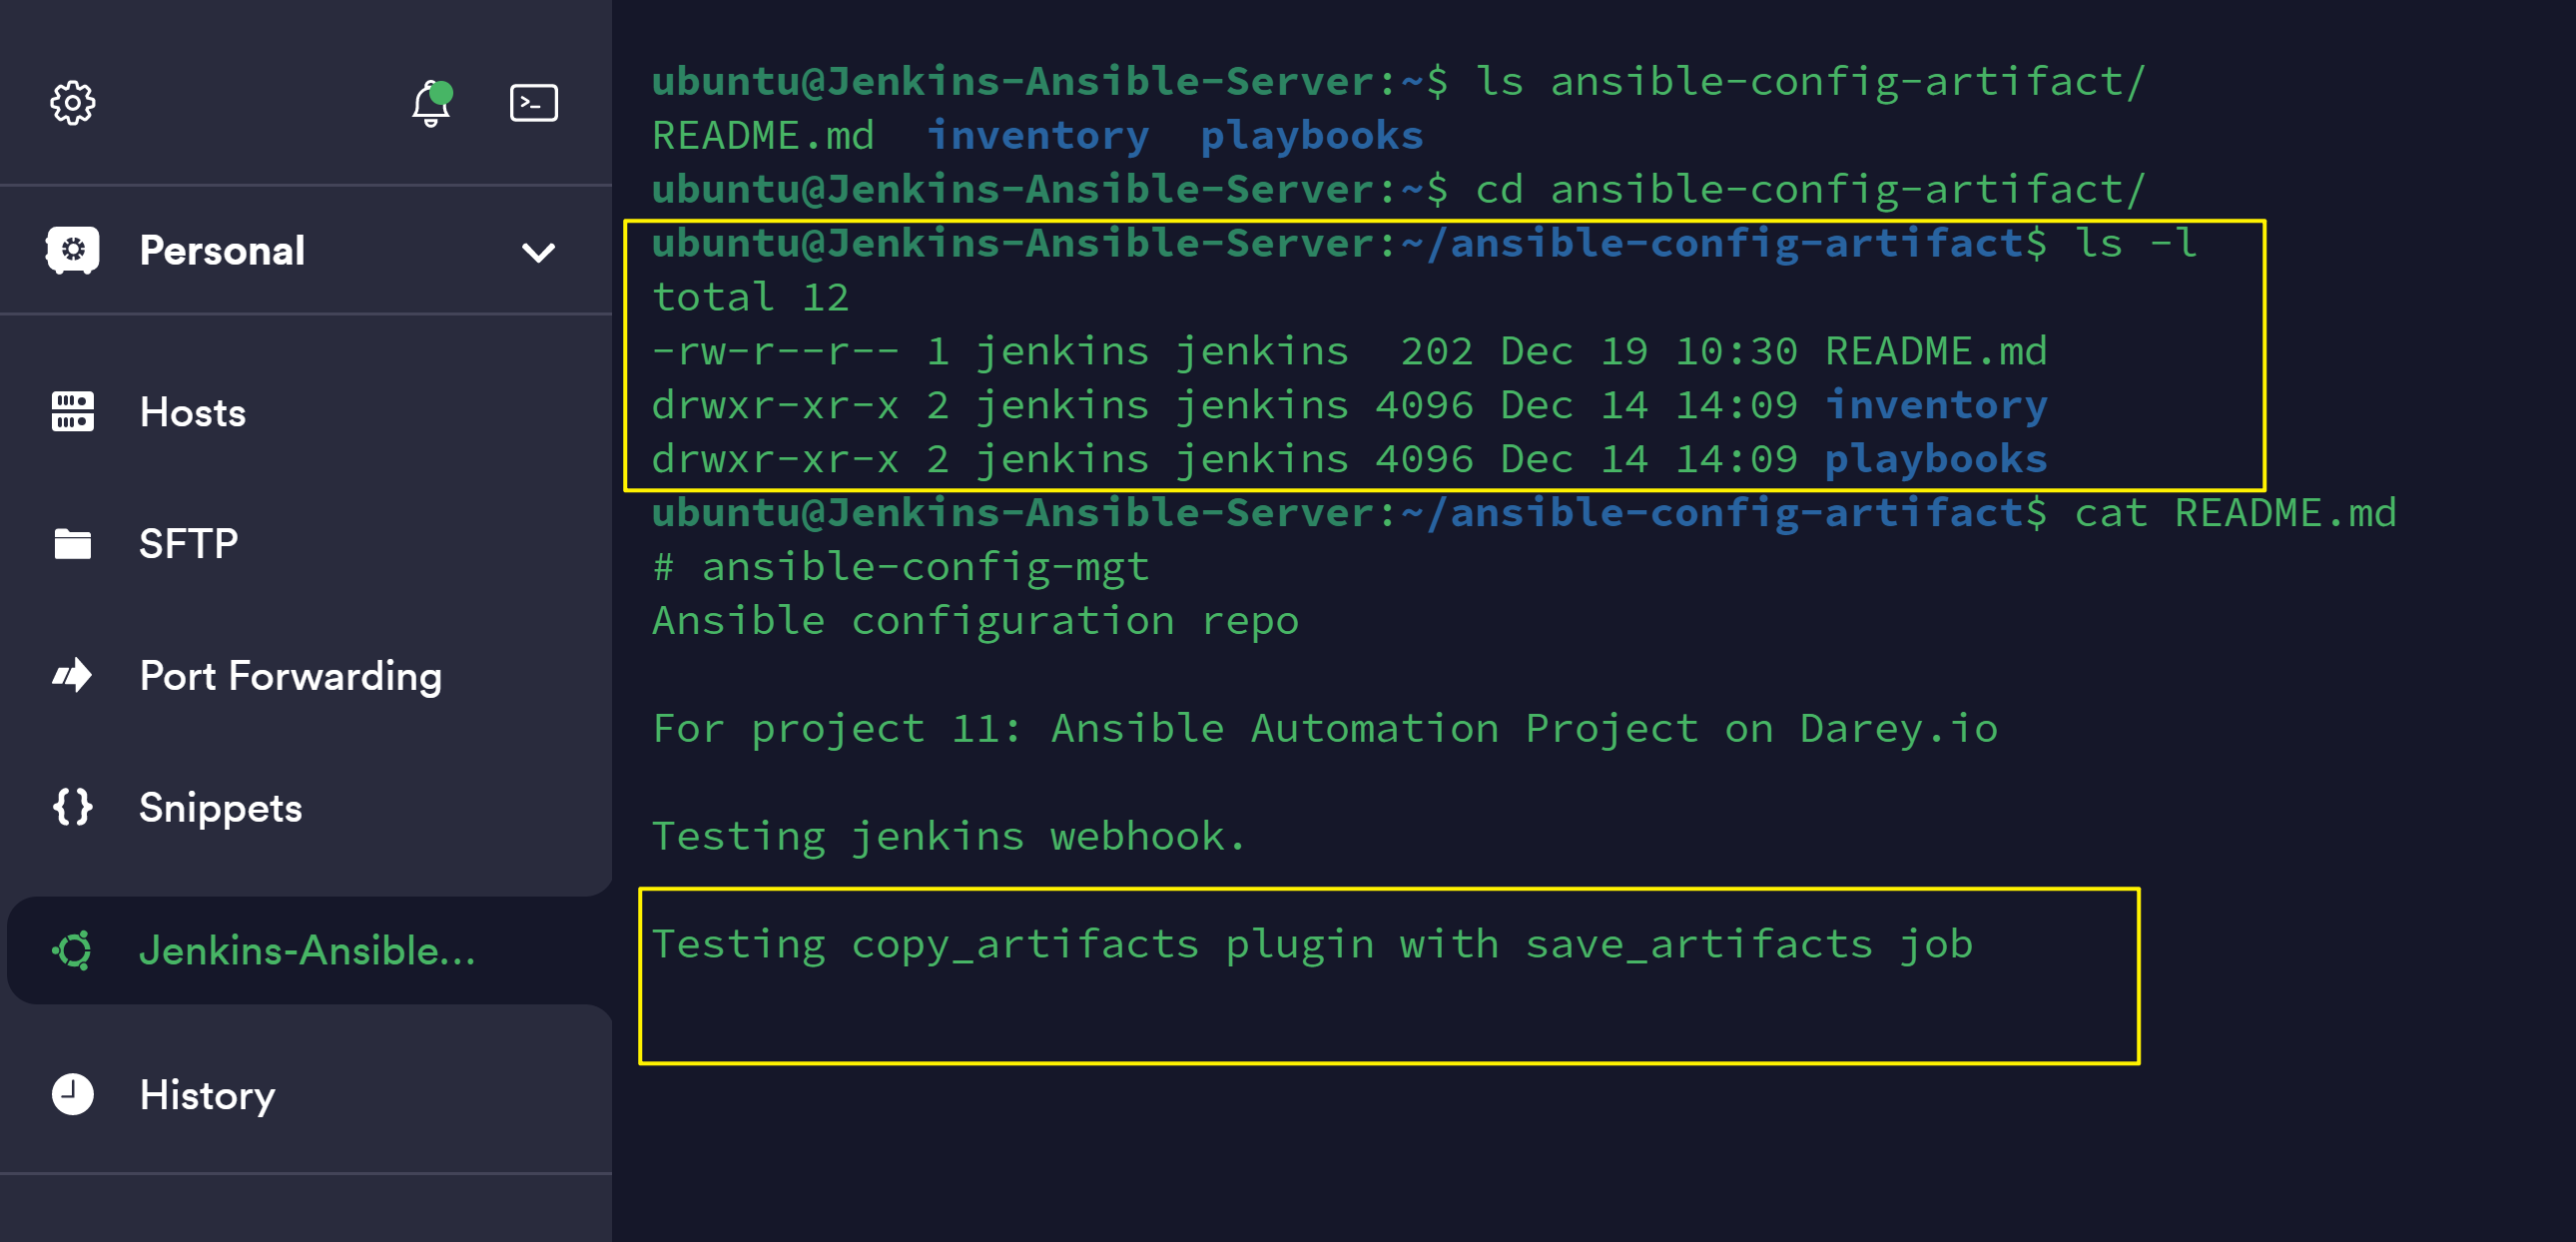 Personal
Hosts
SFTP
Port Forwarding
Snippets
Jenkins-Ansible...
History
ubuntu@Jenkins-Ansible-Server:~$ ls ansible-config-artifact/
README.md  inventory  playbooks
ubuntu@Jenkins-Ansible-Server:~$ cd ansible-config-artifact/
ubuntu@Jenkins-Ansible-Server:~/ansible-config-artifact$ ls -l
total 12
-rw-r--r-- 1 jenkins jenkins  202 Dec 19 10:30 README.md
drwxr-xr-x 2 jenkins jenkins 4096 Dec 14 14:09 inventory
drwxr-xr-x 2 jenkins jenkins 4096 Dec 14 14:09 playbooks
ubuntu@Jenkins-Ansible-Server:~/ansible-config-artifact$ cat README.md
# ansible-config-mgt
Ansible configuration repo
For project 11: Ansible Automation Project on Darey.io
Testing jenkins webhook.
Testing copy_artifacts plugin with save_artifacts job